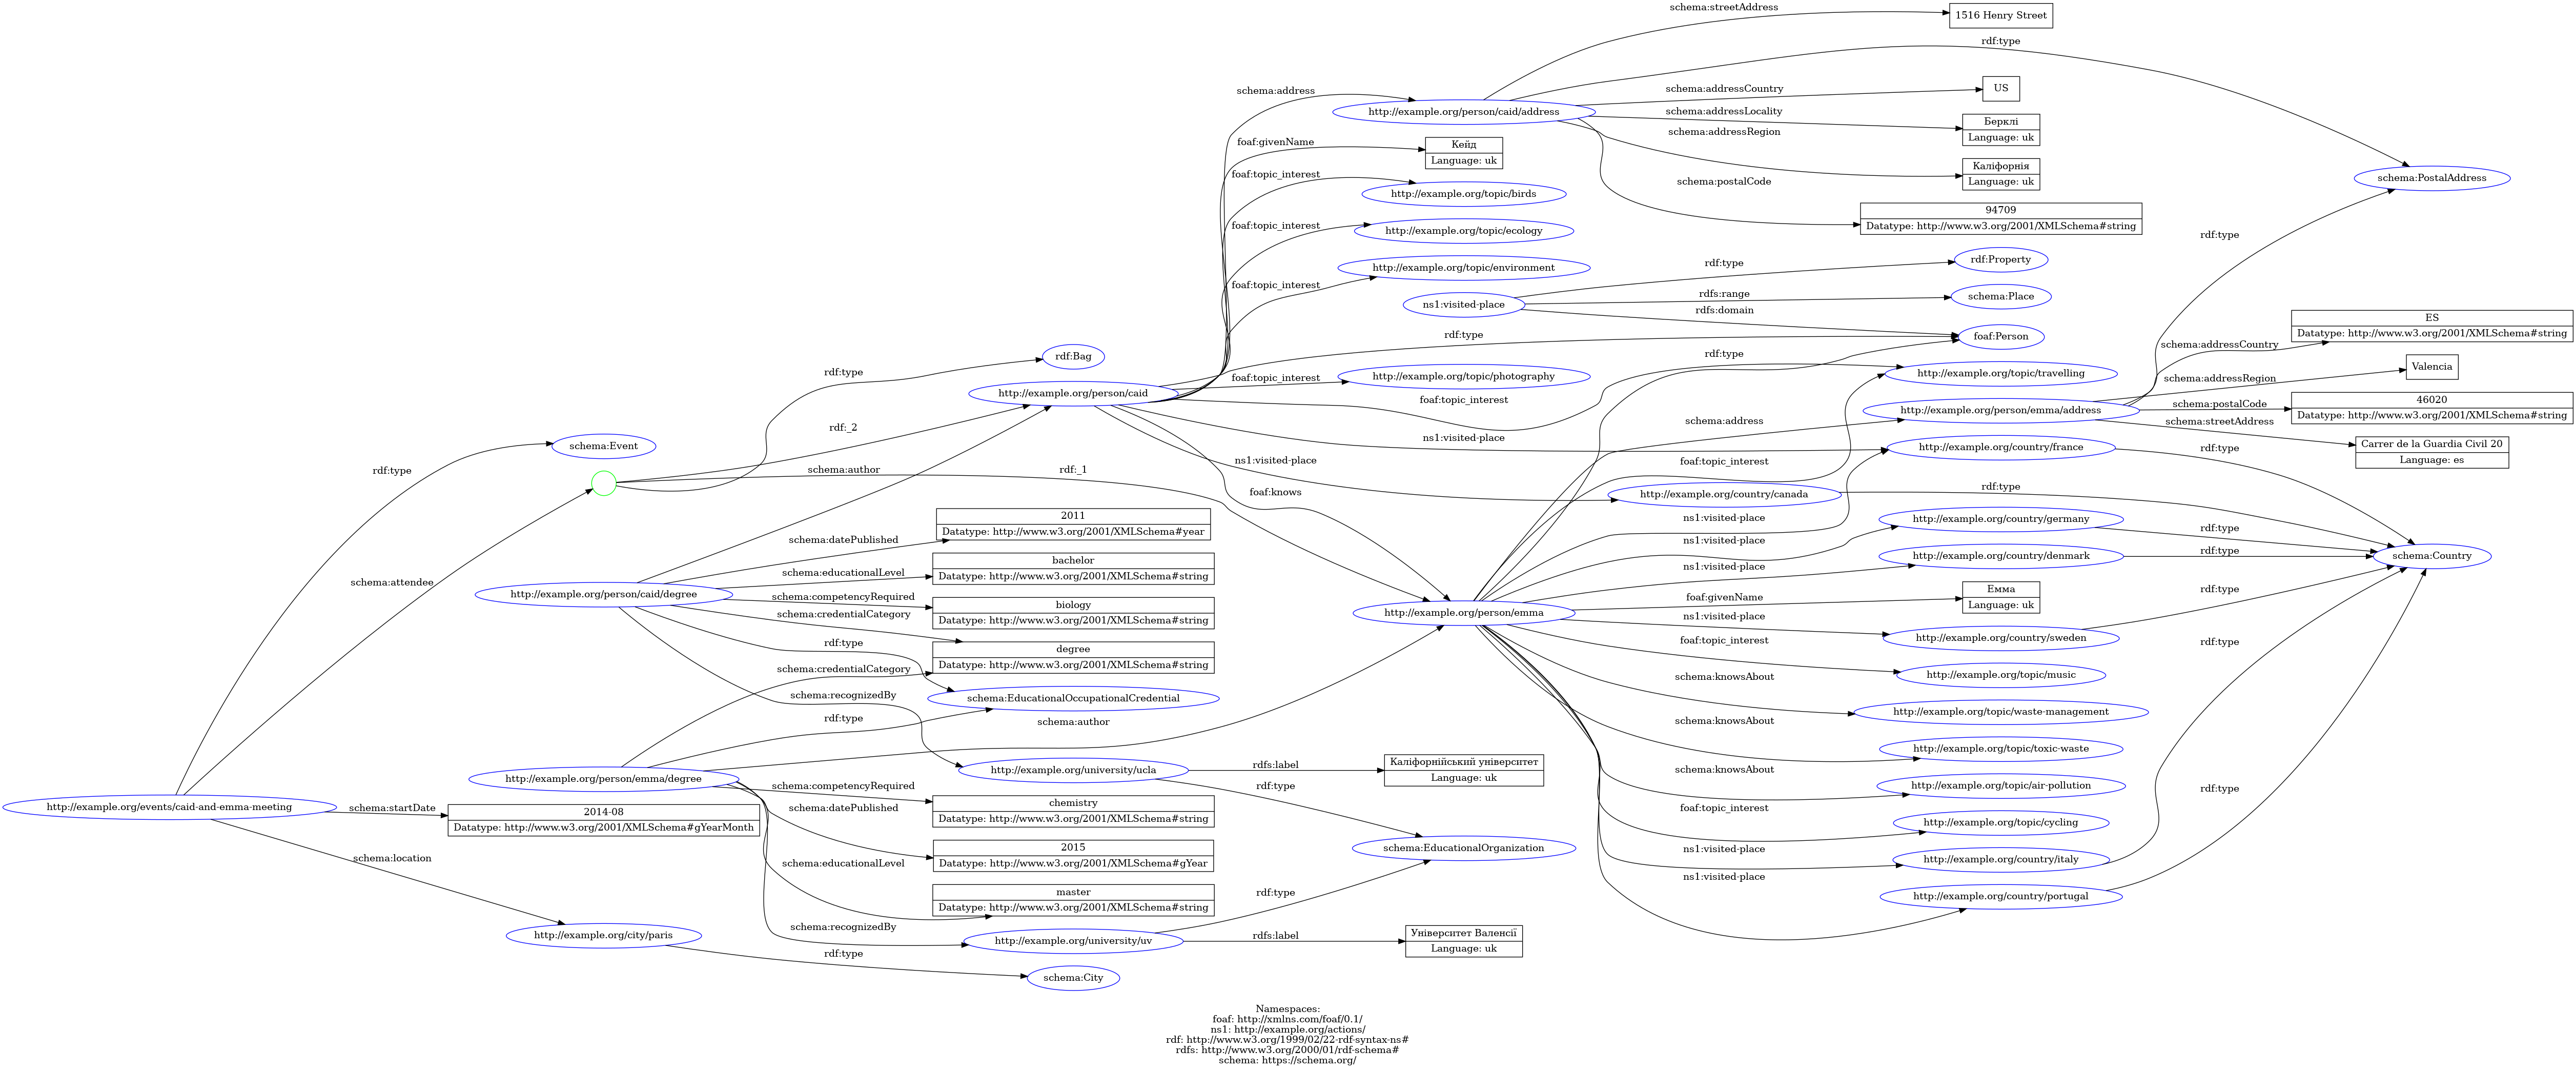 schema:streetAddress
1516 Henry Street
rdf:type
schema:address
schema:addressCountry
US
http://example.org/person/caid/address
schema:addressLocality
Берклі
Language: uk
schema:addressRegion
foaf:givenName
Кейд
Language: uk
Каліфорнія
Language: uk
foaf:topic_interest
schema:postalCode
schema:PostalAddress
http://example.org/topic/birds
94709
Datatype: http://www.w3.org/2001/XMLSchema#string
foaf:topic_interest
http://example.org/topic/ecology
rdf:type
http://example.org/topic/environment
rdf:type
rdf:Property
foaf:topic_interest
rdfs:range
schema:Place
ns1:visited-place
rdfs:domain
ES
Datatype: http://www.w3.org/2001/XMLSchema#string
rdf:type
foaf:Person
schema:addressCountry
rdf:Bag
rdf:type
rdf:type
Valencia
foaf:topic_interest
http://example.org/topic/photography
http://example.org/topic/travelling
schema:addressRegion
http://example.org/person/caid
foaf:topic_interest
http://example.org/person/emma/address
schema:postalCode
46020
Datatype: http://www.w3.org/2001/XMLSchema#string
rdf:_2
schema:address
schema:streetAddress
schema:Event
ns1:visited-place
http://example.org/country/france
rdf:type
Carrer de la Guardia Civil 20
Language: es
rdf:type
schema:author
rdf:_1
ns1:visited-place
foaf:topic_interest
foaf:knows
http://example.org/country/canada
rdf:type
2011
Datatype: http://www.w3.org/2001/XMLSchema#year
ns1:visited-place
http://example.org/country/germany
rdf:type
schema:datePublished
ns1:visited-place
http://example.org/country/denmark
rdf:type
schema:Country
bachelor
Datatype: http://www.w3.org/2001/XMLSchema#string
schema:attendee
schema:educationalLevel
ns1:visited-place
http://example.org/person/caid/degree
schema:competencyRequired
biology
Datatype: http://www.w3.org/2001/XMLSchema#string
foaf:givenName
Емма
Language: uk
rdf:type
schema:credentialCategory
http://example.org/person/emma
ns1:visited-place
http://example.org/country/sweden
rdf:type
degree
Datatype: http://www.w3.org/2001/XMLSchema#string
foaf:topic_interest
rdf:type
schema:credentialCategory
schema:knowsAbout
http://example.org/topic/music
schema:recognizedBy
schema:EducationalOccupationalCredential
http://example.org/topic/waste-management
rdf:type
schema:author
schema:knowsAbout
http://example.org/topic/toxic-waste
http://example.org/university/ucla
rdfs:label
Каліфорнійський університет
Language: uk
schema:knowsAbout
http://example.org/person/emma/degree
schema:competencyRequired
rdf:type
http://example.org/topic/air-pollution
rdf:type
http://example.org/events/caid-and-emma-meeting
schema:startDate
2014-08
Datatype: http://www.w3.org/2001/XMLSchema#gYearMonth
schema:datePublished
chemistry
Datatype: http://www.w3.org/2001/XMLSchema#string
foaf:topic_interest
http://example.org/topic/cycling
schema:location
schema:educationalLevel
2015
Datatype: http://www.w3.org/2001/XMLSchema#gYear
schema:EducationalOrganization
ns1:visited-place
http://example.org/country/italy
master
Datatype: http://www.w3.org/2001/XMLSchema#string
rdf:type
ns1:visited-place
http://example.org/country/portugal
schema:recognizedBy
http://example.org/city/paris
http://example.org/university/uv
rdfs:label
Університет Валенсії
Language: uk
rdf:type
schema:City
Namespaces:
foaf: http://xmlns.com/foaf/0.1/
ns1: http://example.org/actions/
rdf: http://www.w3.org/1999/02/22-rdf-syntax-ns#
rdfs: http://www.w3.org/2000/01/rdf-schema#
schema: https://schema.org/